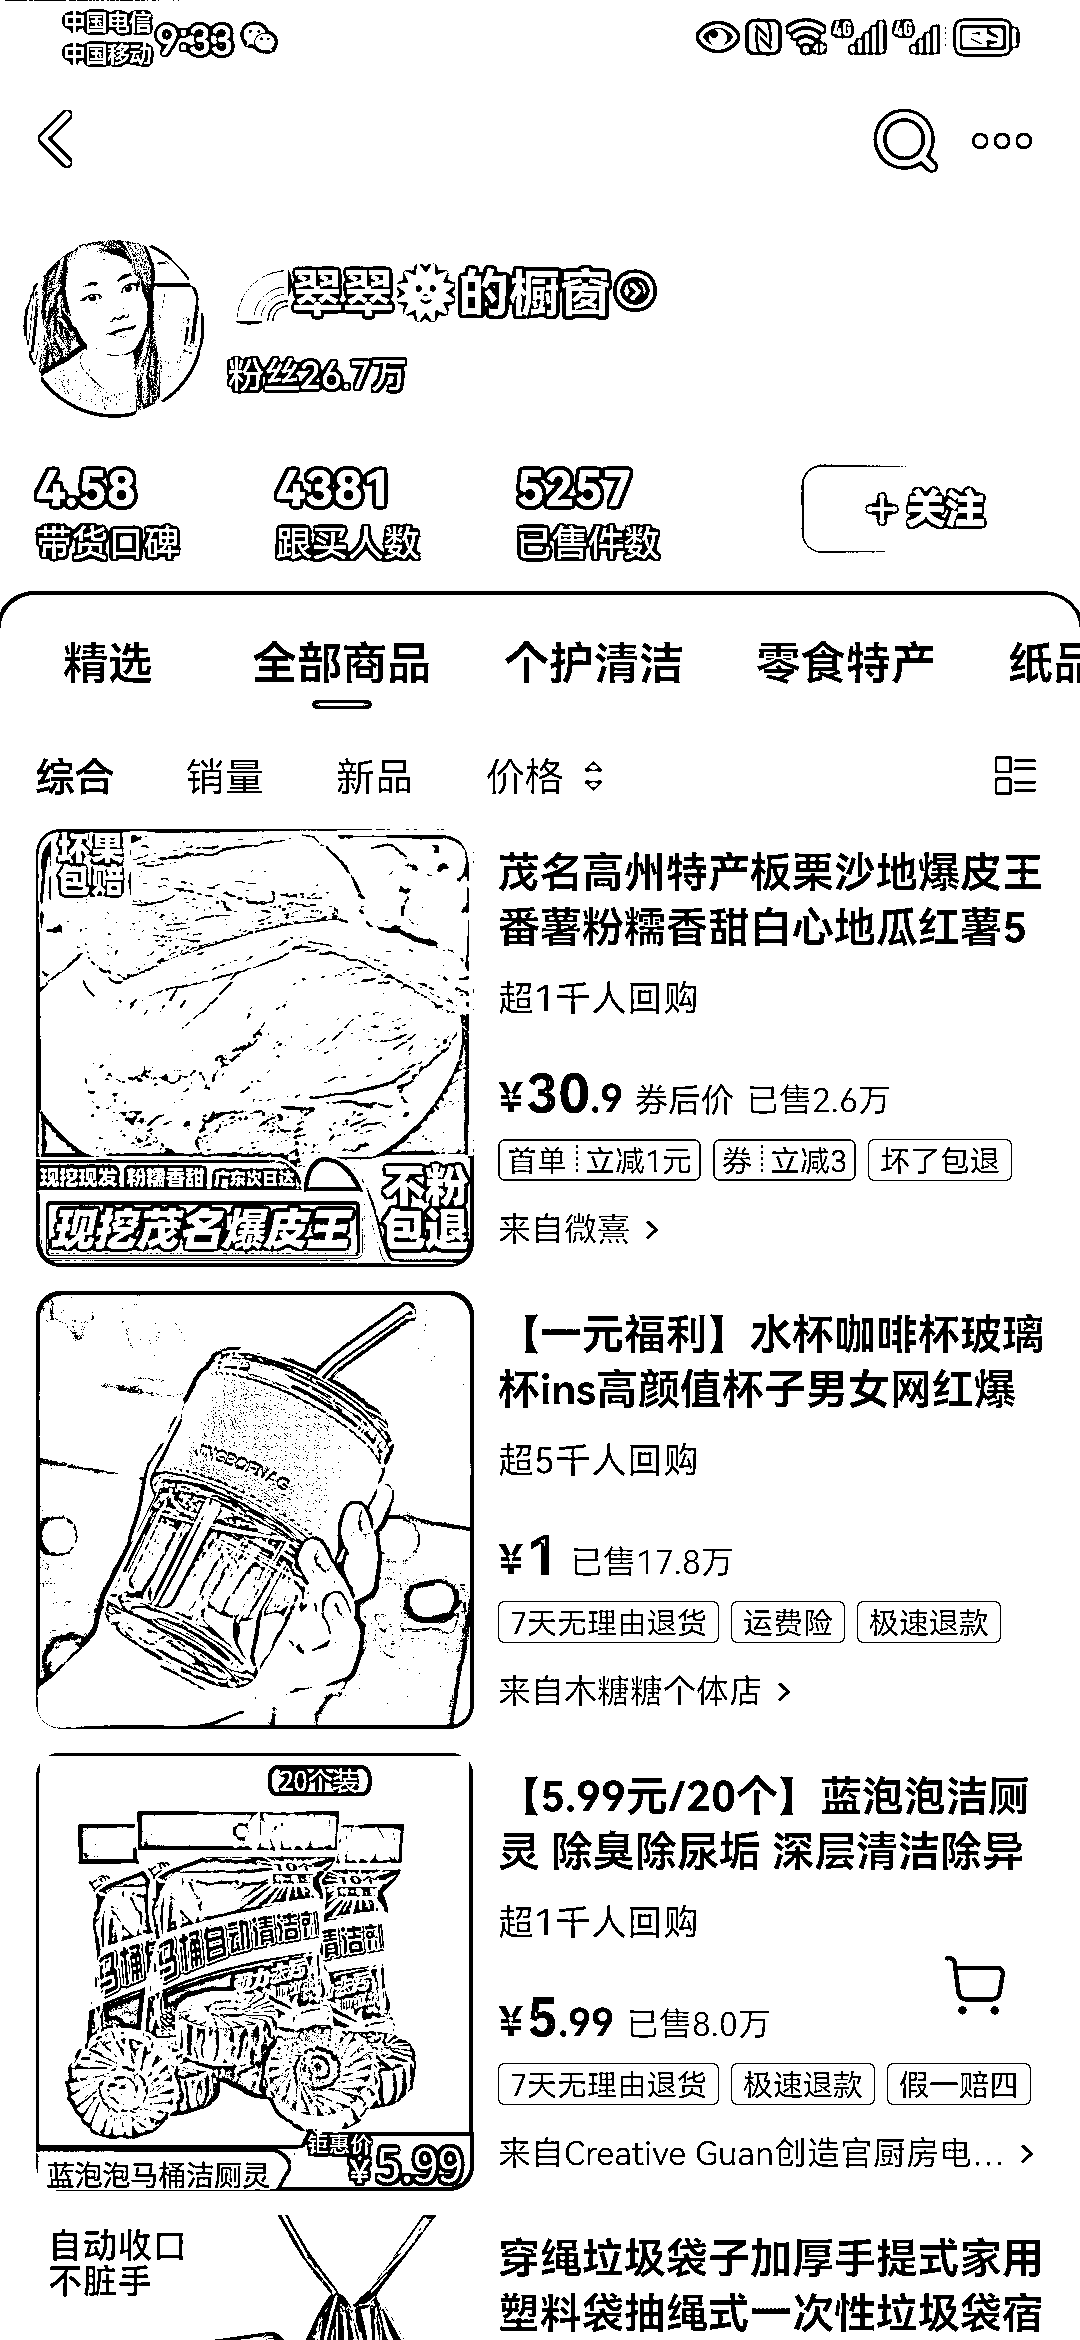 中国电信
中国移动
9:33
4G
4G
翠翠的橱窗
粉丝26.7万
4.58
带货口碑
4381
跟买人数
5257
已售件数
+关注
精选
全部商品
个护清洁
零食特产
纸品
综合
销量
新品
价格
坏果
包赔
现挖现发 粉糯香甜 广东次日达
现挖茂名爆皮王
不粉
包退
茂名高州特产板栗沙地爆皮王
番薯粉糯香甜白心地瓜红薯5
超1千人回购
¥30.9 券后价 已售2.6万
首单 立减1元 券 立减3 坏了包退
来自微熹 >
【一元福利】水杯咖啡杯玻璃
杯ins高颜值杯子男女网红爆
超5千人回购
¥1 已售17.8万
7天无理由退货 运费险 极速退款
来自木糖糖个体店 >
20个装
马桶自动清洁剂
清洁剂
蓝泡泡马桶洁厕灵
钜惠价
¥5.99
【5.99元/20个】蓝泡泡洁厕
灵 除臭除尿垢 深层清洁除异
超1千人回购
¥5.99 已售8.0万
7天无理由退货 极速退款 假一赔四
来自Creative Guan创造官厨房电... >
自动收口
不脏手
穿绳垃圾袋子加厚手提式家用
塑料袋抽绳式一次性垃圾袋宿